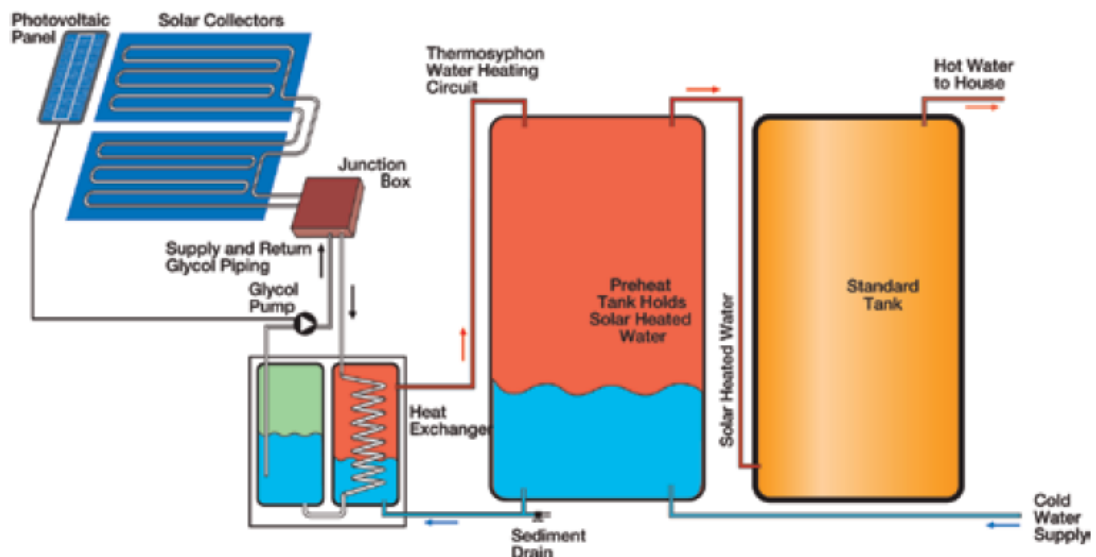 Photovoltaic
Panel
Solar Collectors
Thermosyphon
Water Heating
Circuit
Hot Water
to House
Junction
Box
Supply and Return
Glycol Piping
Glycol
Pump
Preheat
Tank Holds
Solar Heated
Water
Solar Heated Water
Standard
Tank
Heat
Exchanger
Sediment
Drain
Cold
Water
Supply